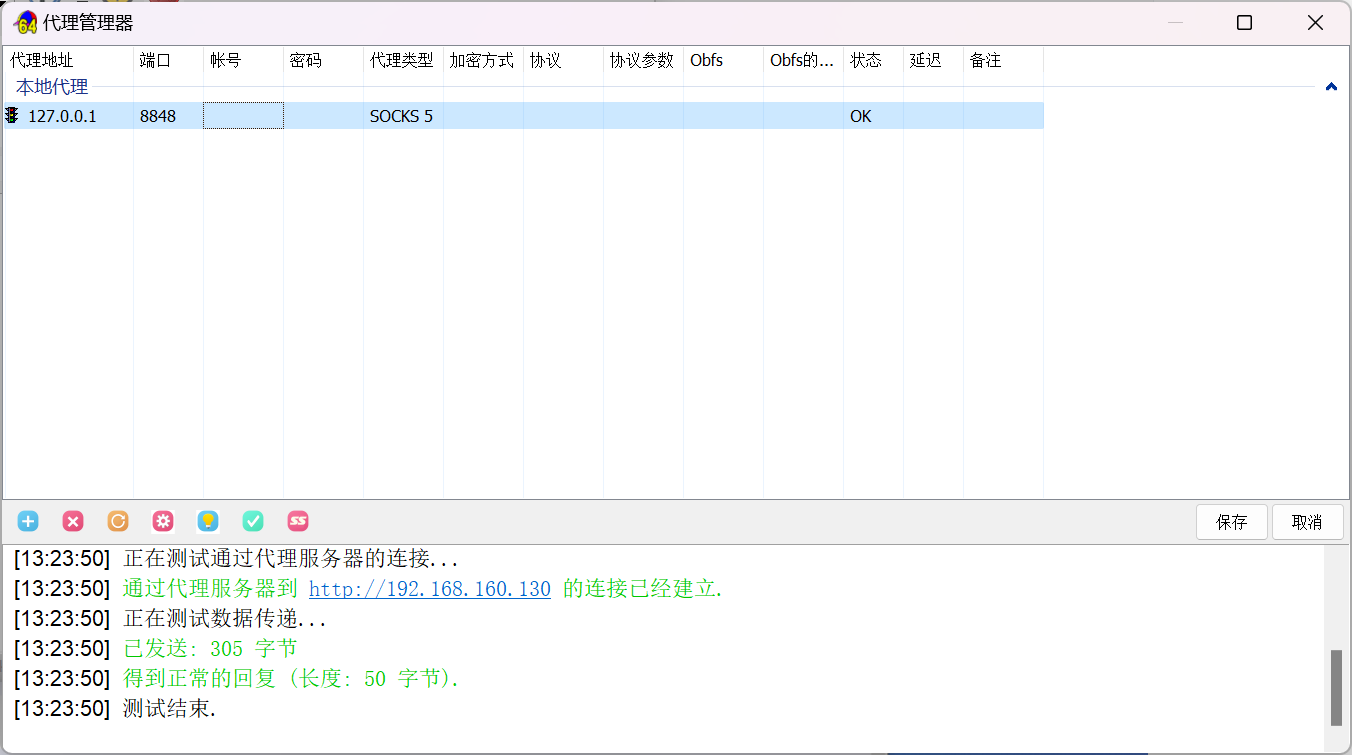 代理管理器
代理地址 端口 帐号 密码 代理类型 加密方式 协议 协议参数 Obfs Obfs的... 状态 延迟 备注
本地代理
127.0.0.1 8848 SOCKS 5 OK
SS 保存 取消
[13:23:50] 正在测试通过代理服务器的连接...
[13:23:50] 通过代理服务器到 http://192.168.160.130 的连接已经建立.
[13:23:50] 正在测试数据传递...
[13:23:50] 已发送: 305 字节
[13:23:50] 得到正常的回复 (长度: 50 字节).
[13:23:50] 测试结束.